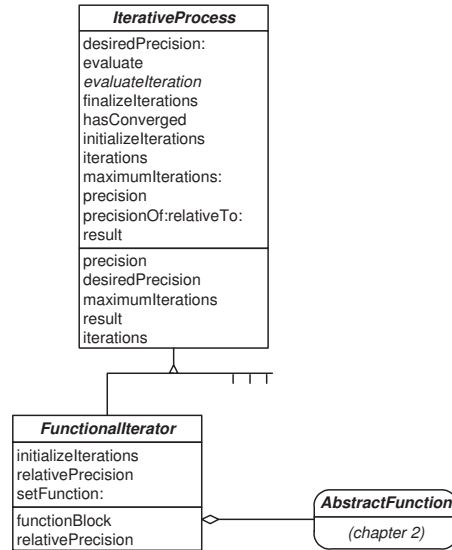 IterativeProcess
desiredPrecision:
evaluate
evaluateIteration
finalizeIterations
hasConverged
initializeIterations
iterations
maximumIterations:
precision
precisionOf:relativeTo:
result
precision
desiredPrecision
maximumIterations
result
iterations
FunctionalIterator
initializeIterations
relativePrecision
setFunction:
functionBlock
relativePrecision
AbstractFunction
(chapter 2)